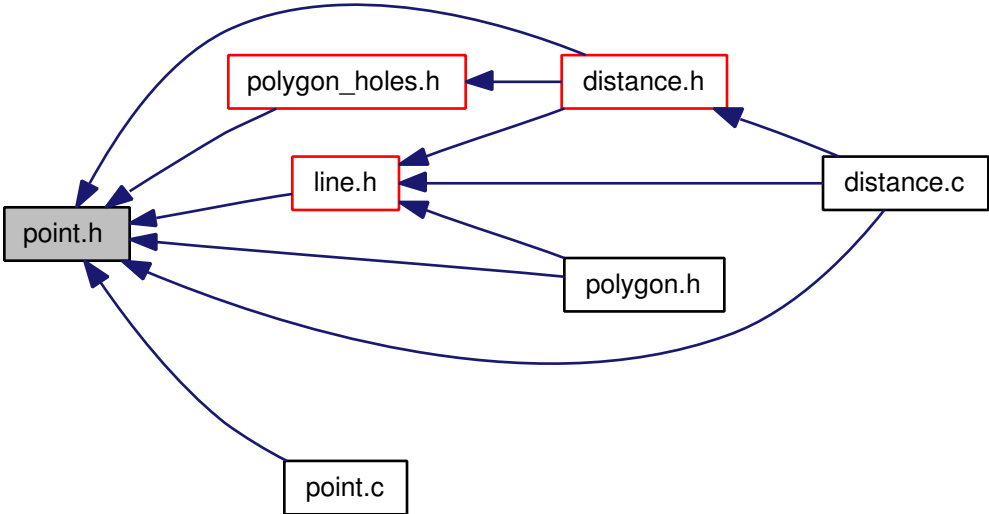 polygon_holes.h
distance.h
line.h
distance.c
point.h
polygon.h
point.c